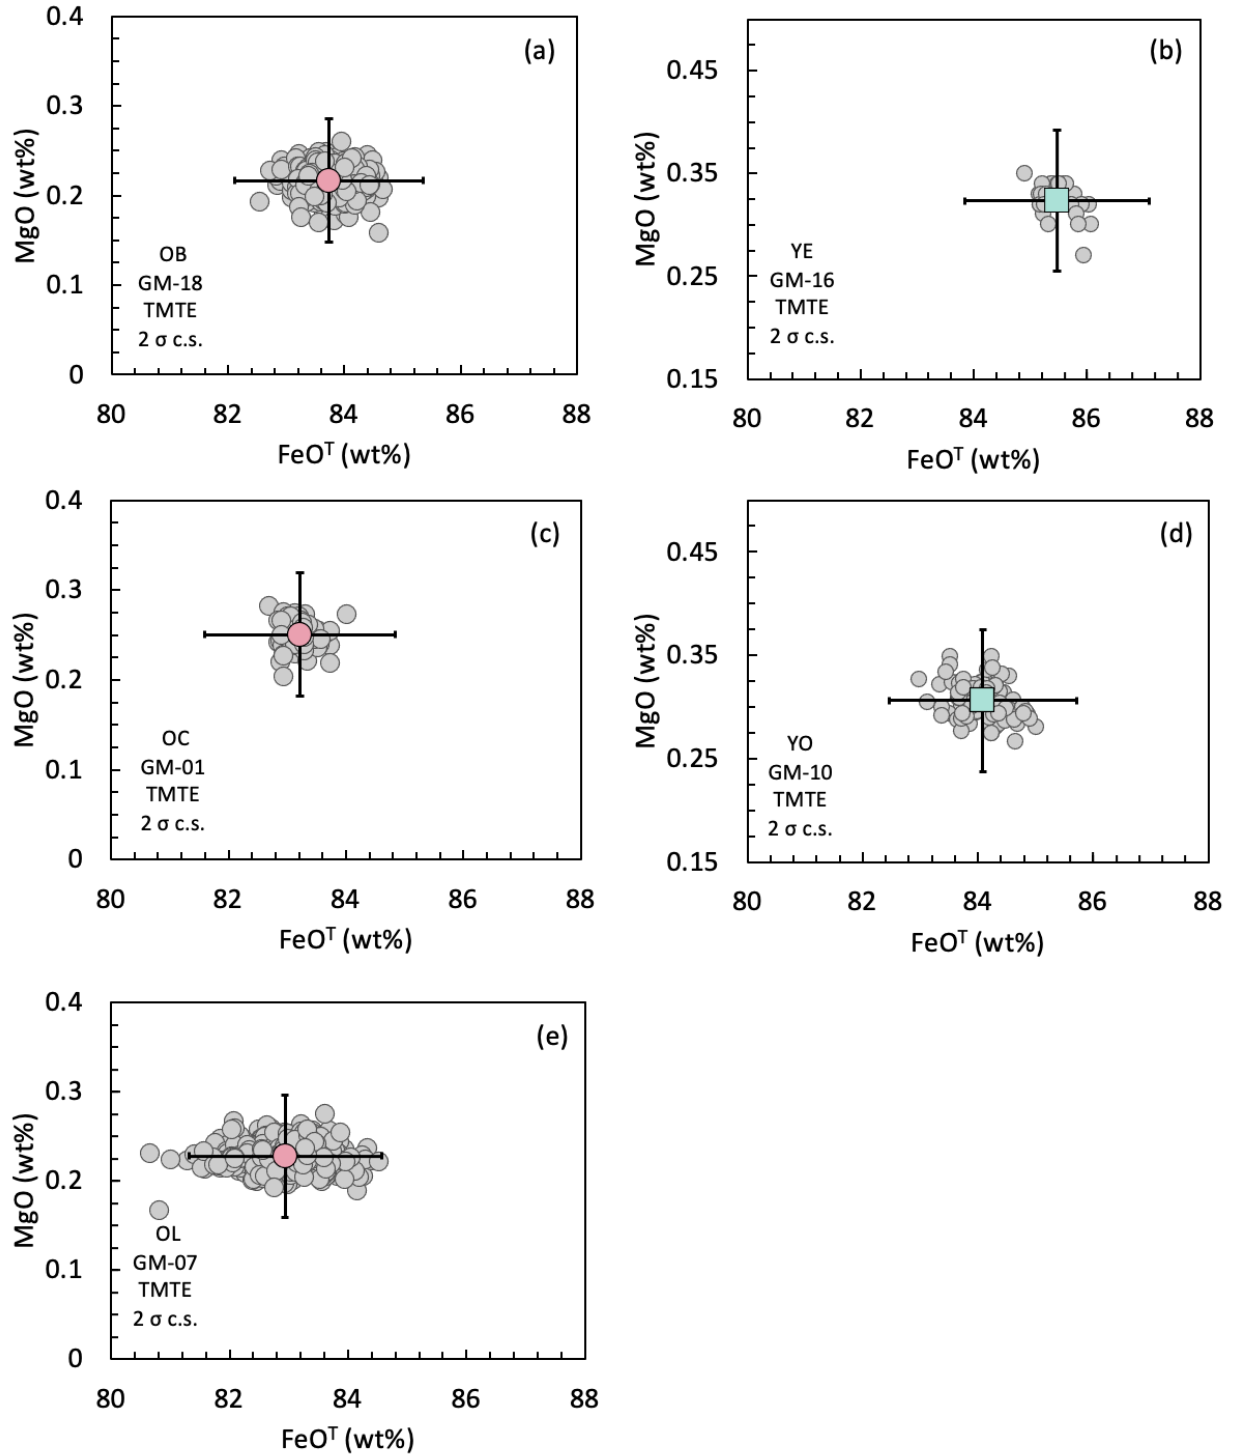 0.4
0.3
0.2
0.1
0
MgO (wt%)
(a)
OB
GM-18
TMTE
2 σ c.s.
80 82 84 86 88
FeOᵀ (wt%)
0.45
0.35
0.25
0.15
MgO (wt%)
(b)
YE
GM-16
TMTE
2 σ c.s.
80 82 84 86 88
FeOᵀ (wt%)
0.4
0.3
0.2
0.1
0
MgO (wt%)
(c)
OC
GM-01
TMTE
2 σ c.s.
80 82 84 86 88
FeOᵀ (wt%)
0.45
0.35
0.25
0.15
MgO (wt%)
(d)
YO
GM-10
TMTE
2 σ c.s.
80 82 84 86 88
FeOᵀ (wt%)
0.4
0.3
0.2
0.1
0
MgO (wt%)
(e)
OL
GM-07
TMTE
2 σ c.s.
80 82 84 86 88
FeOᵀ (wt%)